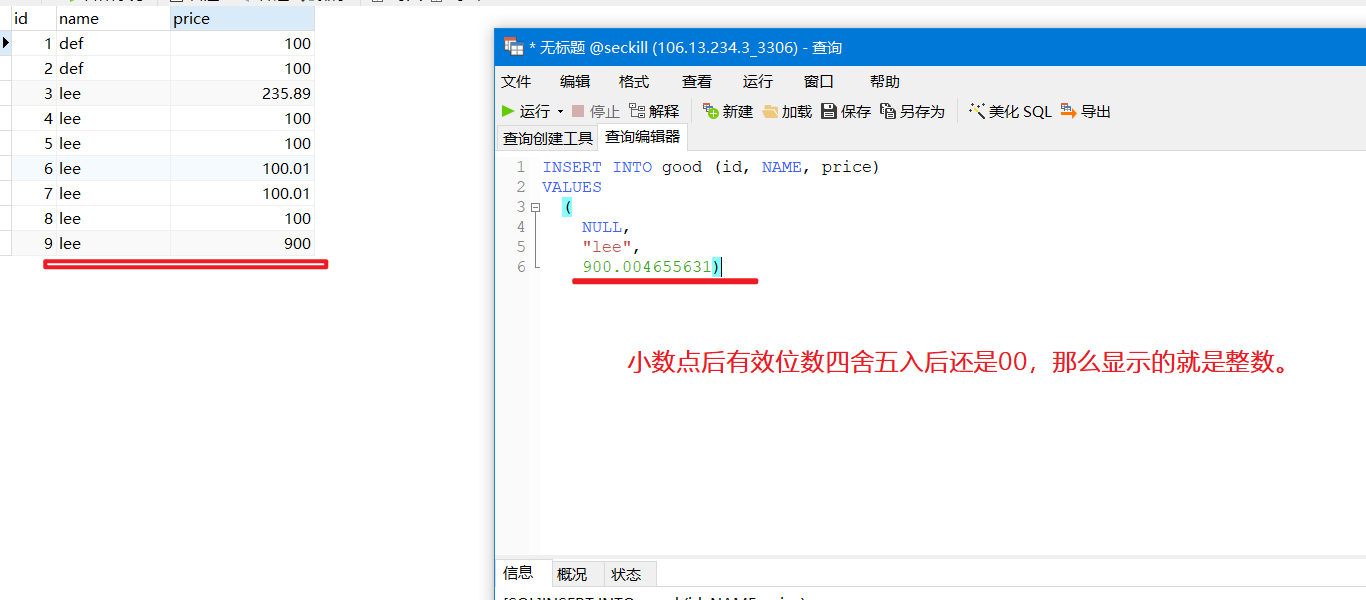 id name price
1 def 100
2 def 100
3 lee 235.89
4 lee 100
5 lee 100
6 lee 100.01
7 lee 100.01
8 lee 100
9 lee 900
* 无标题 @seckill (106.13.234.3_3306) - 查询
文件 编辑 格式 查看 运行 窗口 帮助
运行 停止 解释 新建 加载 保存 另存为 美化 SQL 导出
查询创建工具 查询编辑器
1 INSERT INTO good (id, NAME, price)
2 VALUES
3 (
4 NULL,
5 "lee",
6 900.004655631)
小数点后有效位数四舍五入后还是00，那么显示的就是整数。
信息 概况 状态
[SQL]INSERT INTO good (id, NAME, price)